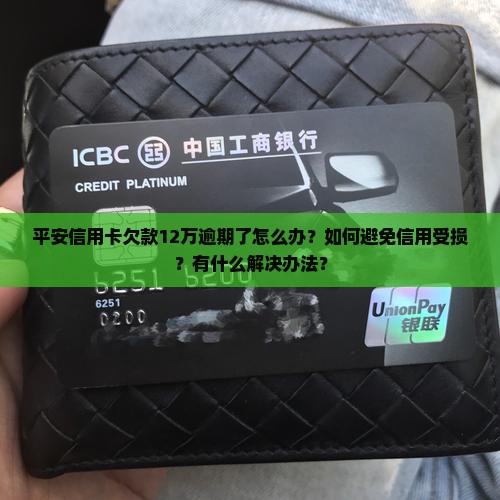 ICBC 中国工商银行
CREDIT PLATINUM
平安信用卡欠款12万逾期了怎么办？如何避免信用受损
？有什么解决办法？
6251 6200
6251
0200
UnionPay
银联